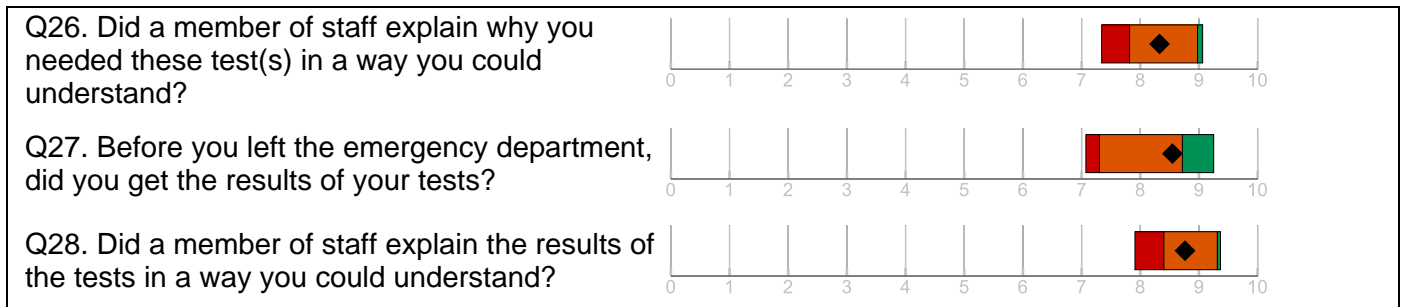 Q26. Did a member of staff explain why you
needed these test(s) in a way you could
understand?
0 1 2 3 4 5 6 7 8 9 10
Q27. Before you left the emergency department,
did you get the results of your tests?
0 1 2 3 4 5 6 7 8 9 10
Q28. Did a member of staff explain the results of
the tests in a way you could understand?
0 1 2 3 4 5 6 7 8 9 10